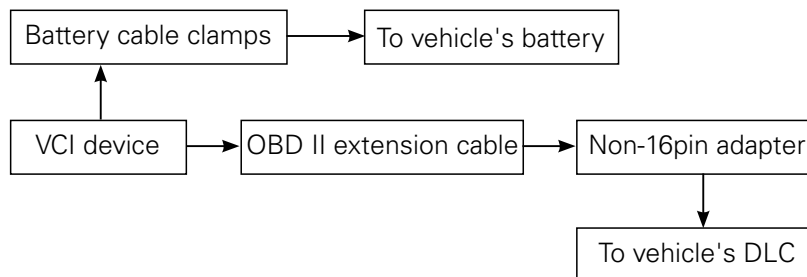 Battery cable clamps
To vehicle's battery
VCI device
OBD II extension cable
Non-16pin adapter
To vehicle's DLC